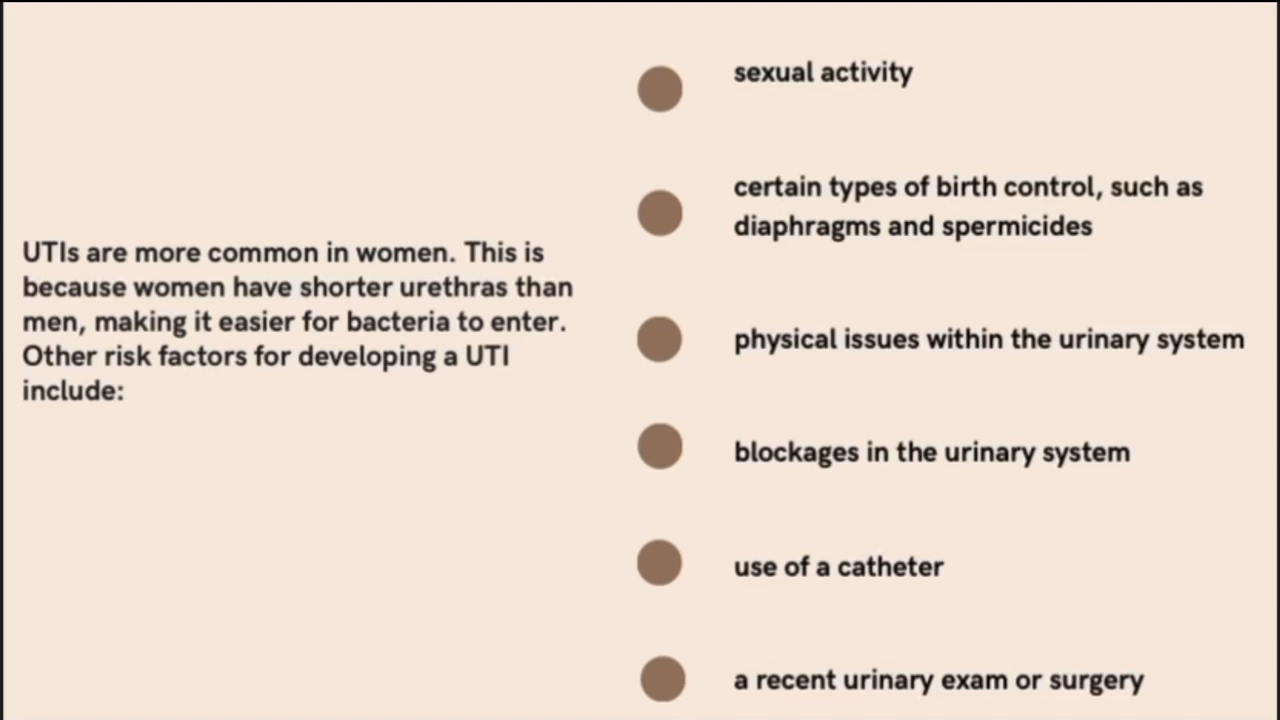 UTIs are more common in women. This is
because women have shorter urethras than
men, making it easier for bacteria to enter.
Other risk factors for developing a UTI
include:
sexual activity
certain types of birth control, such as
diaphragms and spermicides
physical issues within the urinary system
blockages in the urinary system
use of a catheter
a recent urinary exam or surgery